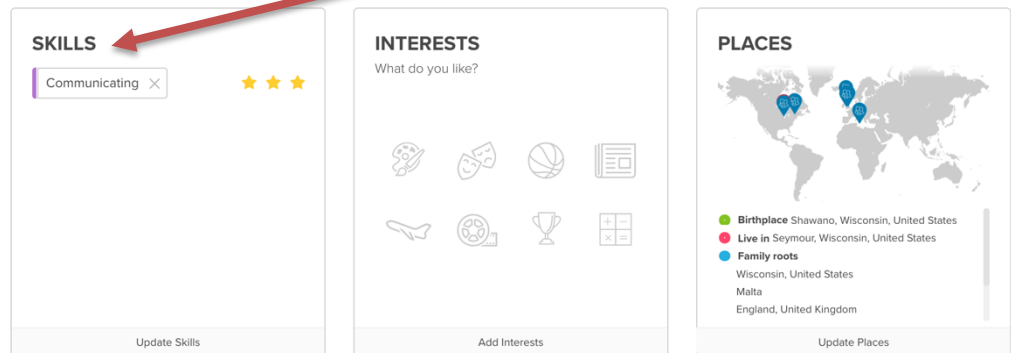 SKILLS
Communicating
Update Skills
INTERESTS
What do you like?
Add Interests
PLACES
Birthplace Shawano, Wisconsin, United States
Live in Seymour, Wisconsin, United States
Family roots
Wisconsin, United States
Malta
England, United Kingdom
Update Places